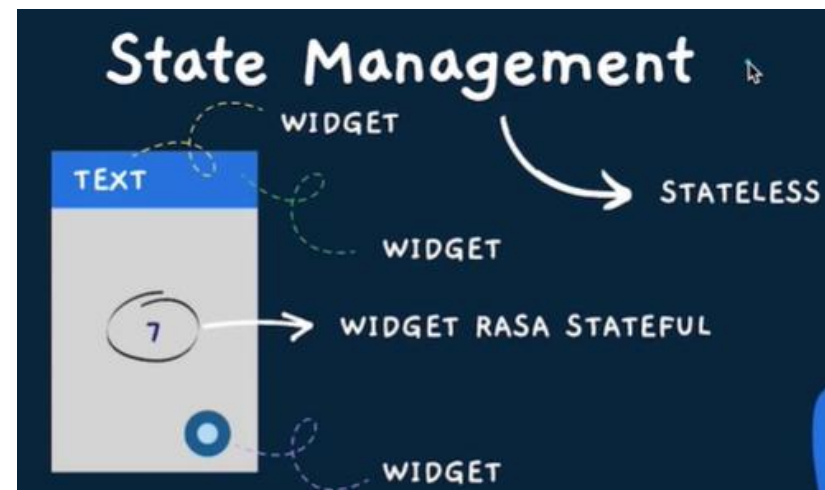 State Management
WIDGET
TEXT
STATELESS
WIDGET
7
WIDGET RASA STATEFUL
WIDGET